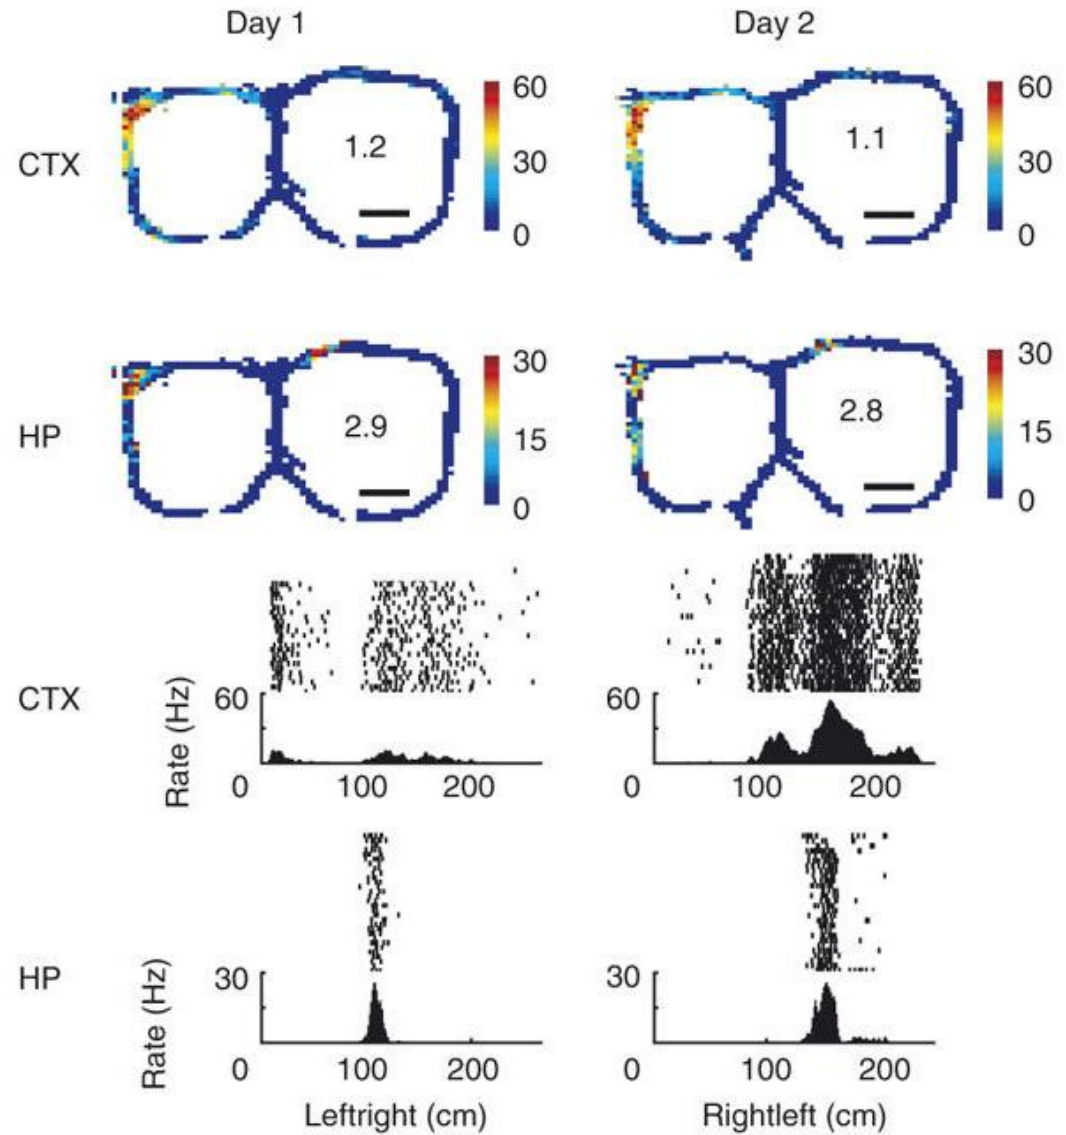 Day 1 Day 2
CTX 1.2 60 30 0 1.1 60 30 0
HP 2.9 30 15 0 2.8 30 15 0
CTX Rate (Hz) 60 0 100 200 60 0 100 200
HP Rate (Hz) 30 0 100 200 30 0 100 200
Leftright (cm) Rightleft (cm)